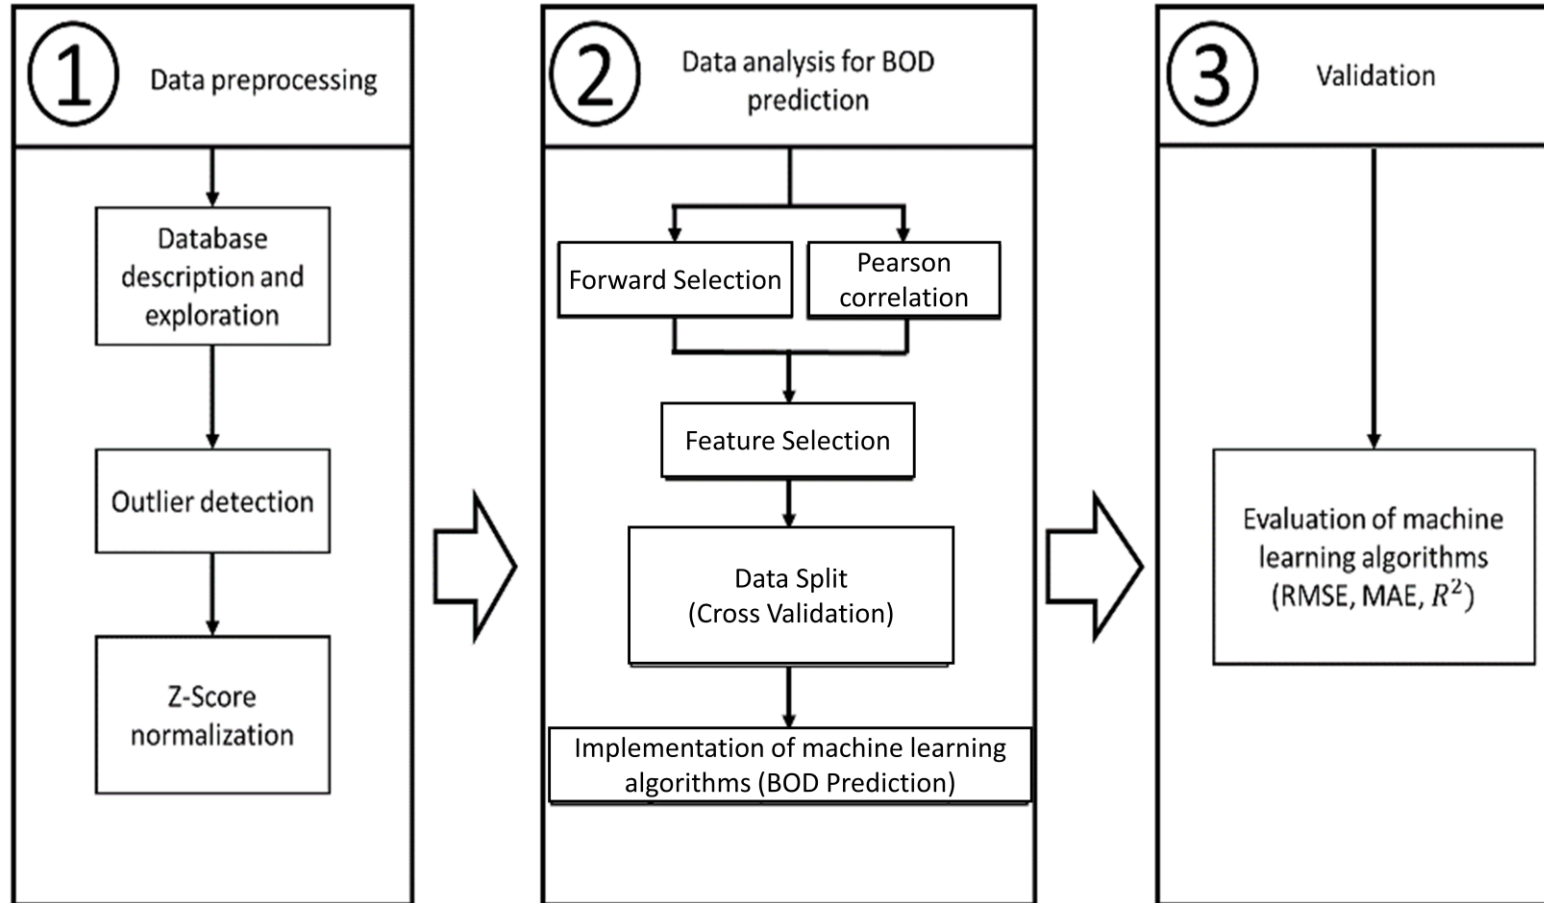 1
Data preprocessing
Database
description and
exploration
Outlier detection
Z-Score
normalization
2
Data analysis for BOD
prediction
Forward Selection
Pearson
correlation
Feature Selection
Data Split
(Cross Validation)
Implementation of machine learning
algorithms (BOD Prediction)
3
Validation
Evaluation of machine
learning algorithms
(RMSE, MAE, R²)